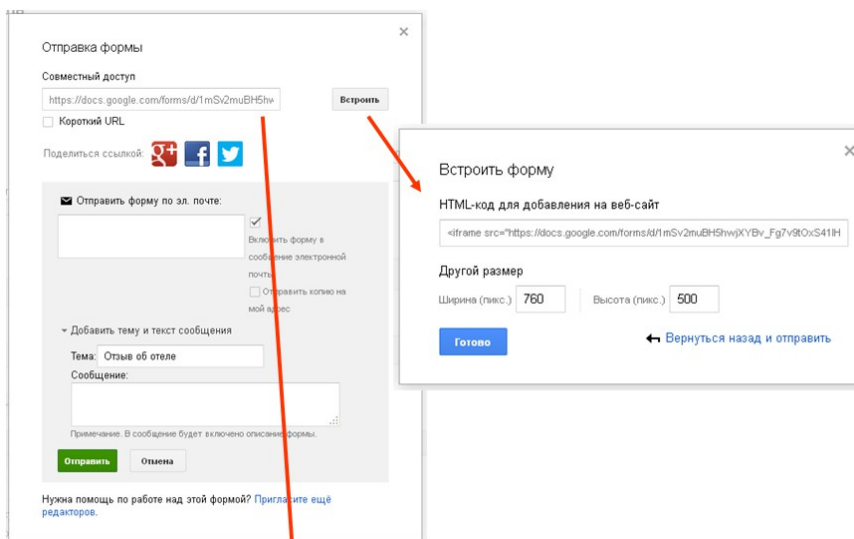 Отправка формы
Совместный доступ
https://docs.google.com/forms/d/1mSv2muBH5hw
Встроить
Короткий URL
Поделиться ссылкой:
Отправить форму по эл. почте:
Включить форму в
сообщение электронной
почты
Отправить копию на
мой адрес
Добавить тему и текст сообщения
Тема: Отзыв об отеле
Сообщение:
Примечание. В сообщение будет включено описание формы.
Отправить
Отмена
Нужна помощь по работе над этой формой? Пригласите ещё
редакторов.
Встроить форму
HTML-код для добавления на веб-сайт
<iframe src="https://docs.google.com/forms/d/1mSv2muBH5hwjXYBv_Fg7v9tOxS41IH
Другой размер
Ширина (пикс.) 760 Высота (пикс.) 500
Готово
Вернуться назад и отправить